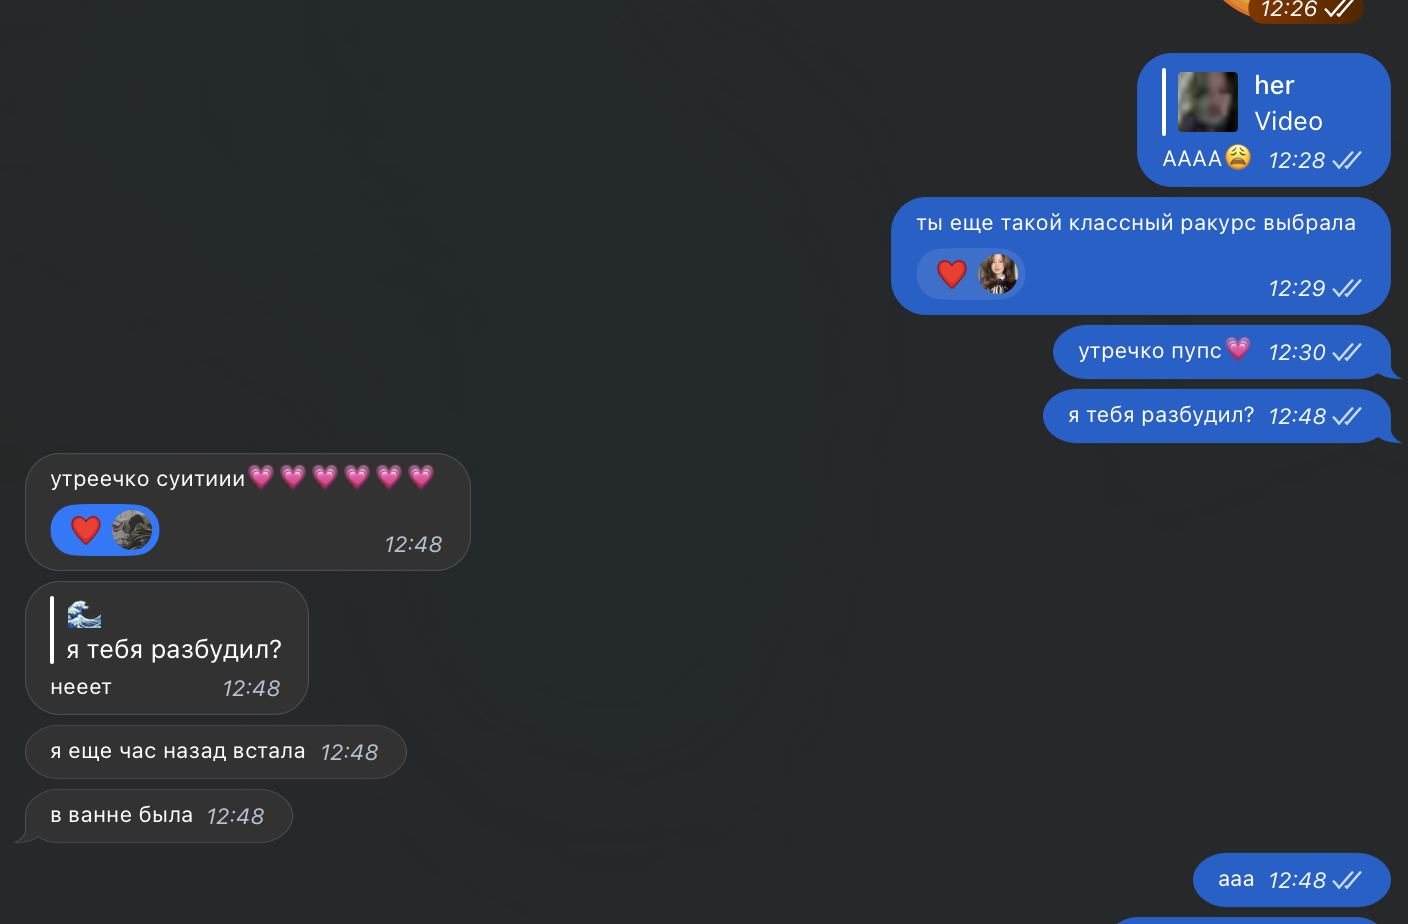 12:26
her
Video
АААА😩 12:28
ты еще такой классный ракурс выбрала
12:29
утречко пупс💗 12:30
я тебя разбудил? 12:48
утреечко суитиии💗💗💗💗💗💗
12:48
🌊
я тебя разбудил?
нееет 12:48
я еще час назад встала 12:48
в ванне была 12:48
ааа 12:48